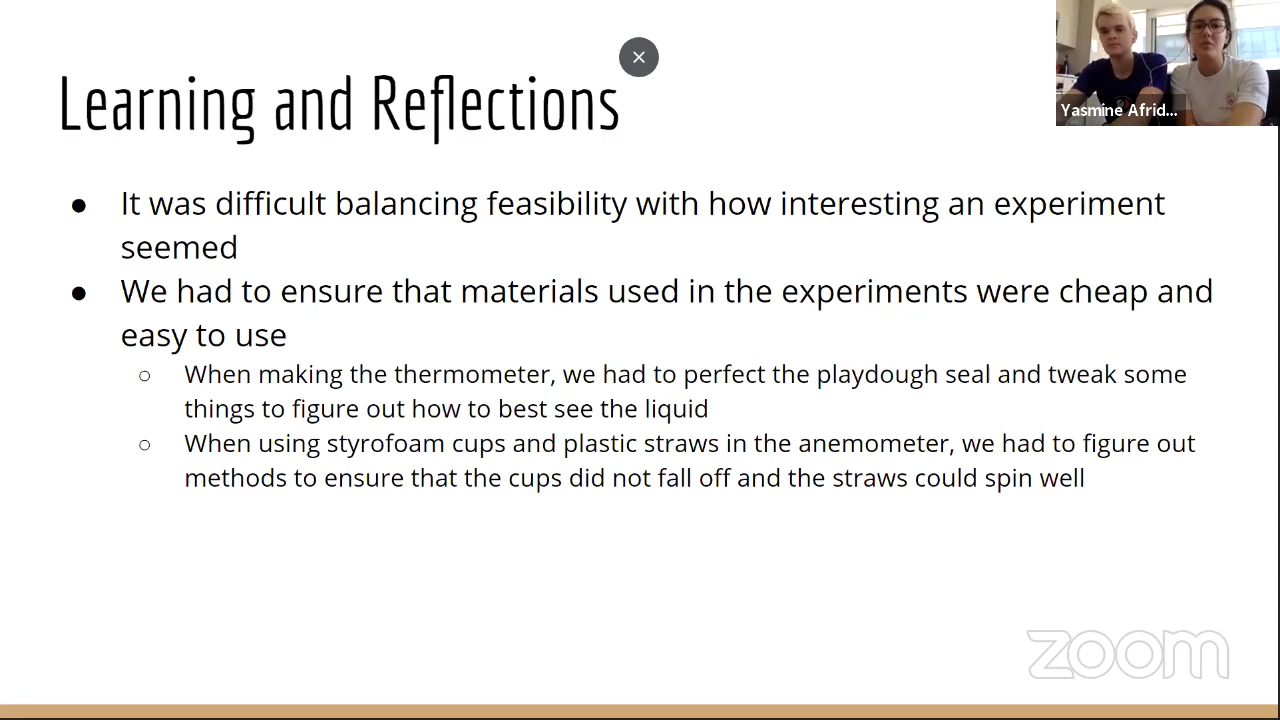 Learning and Reflections
Yasmine Afrid...
● It was difficult balancing feasibility with how interesting an experiment
seemed
● We had to ensure that materials used in the experiments were cheap and
easy to use
○ When making the thermometer, we had to perfect the playdough seal and tweak some
things to figure out how to best see the liquid
○ When using styrofoam cups and plastic straws in the anemometer, we had to figure out
methods to ensure that the cups did not fall off and the straws could spin well
zoom